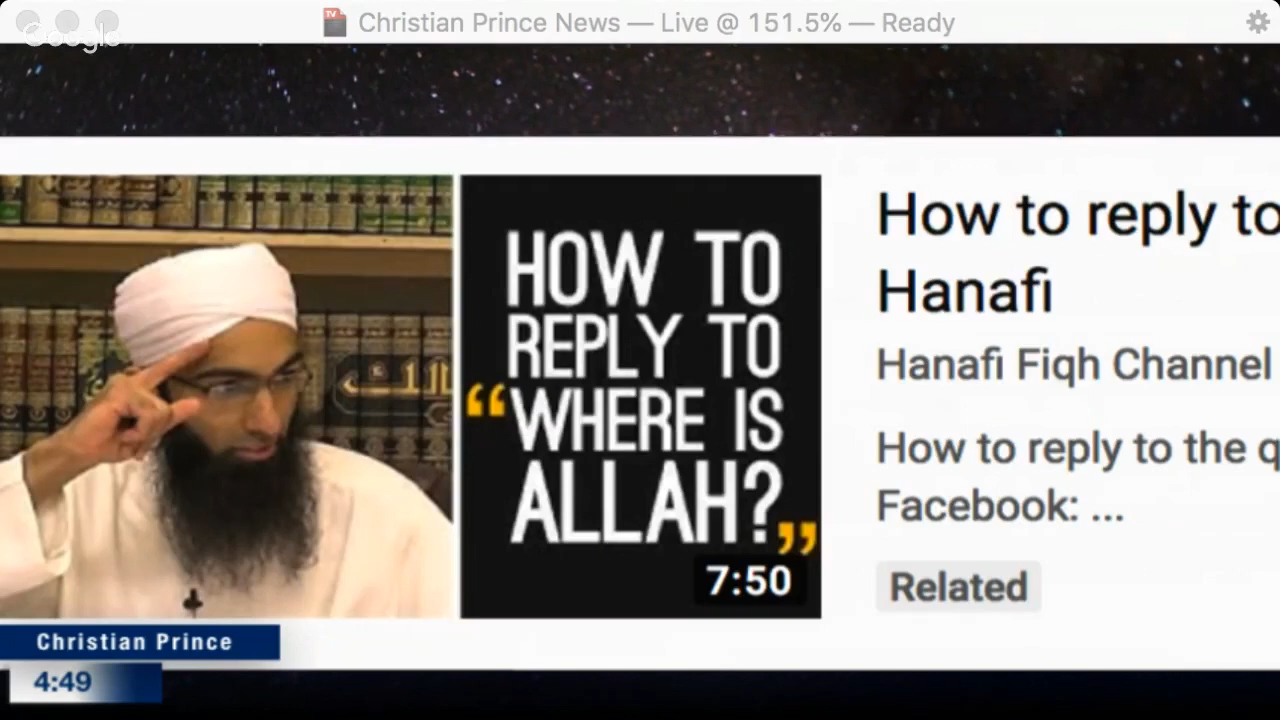 Christian Prince News — Live @ 151.5% — Ready
Google
HOW TO
REPLY TO
“WHERE IS
ALLAH?”
7:50
How to reply to
Hanafi
Hanafi Fiqh Channel
How to reply to the q
Facebook: ...
Related
Christian Prince
4:49